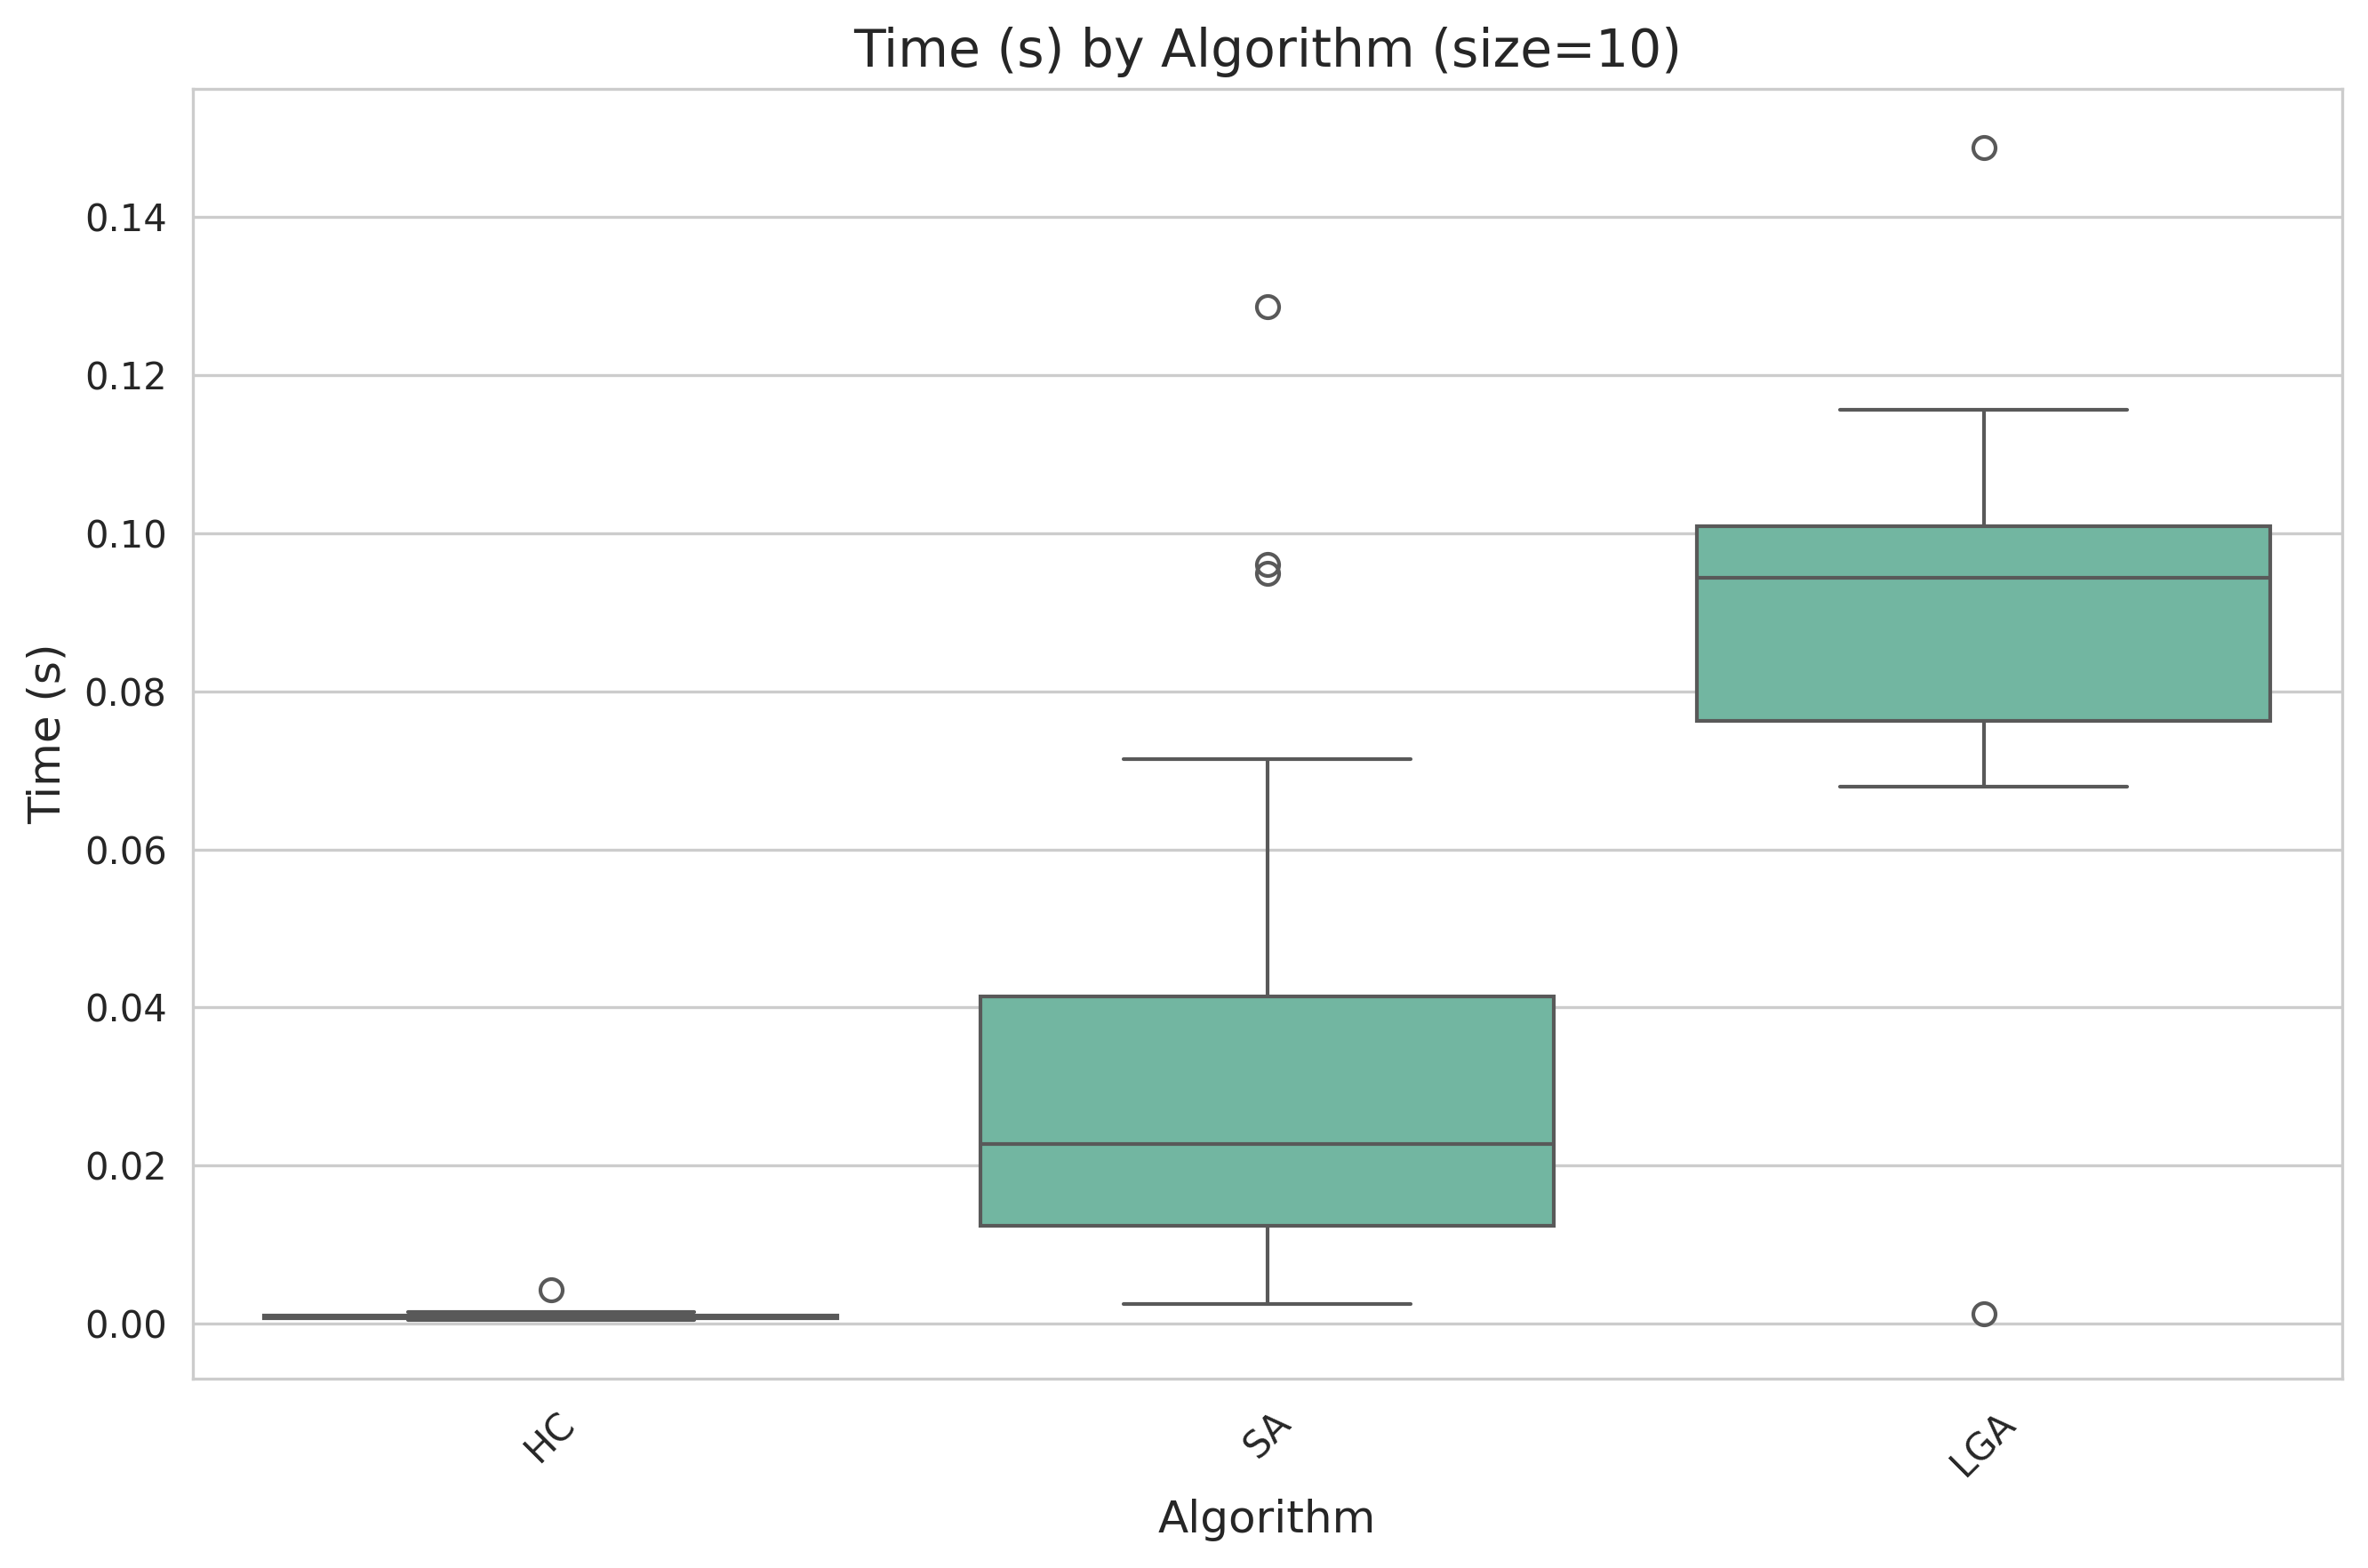 Time (s) by Algorithm (size=10)
Time (s)
0.14
0.12
0.10
0.08
0.06
0.04
0.02
0.00
HC
SA
LGA
Algorithm